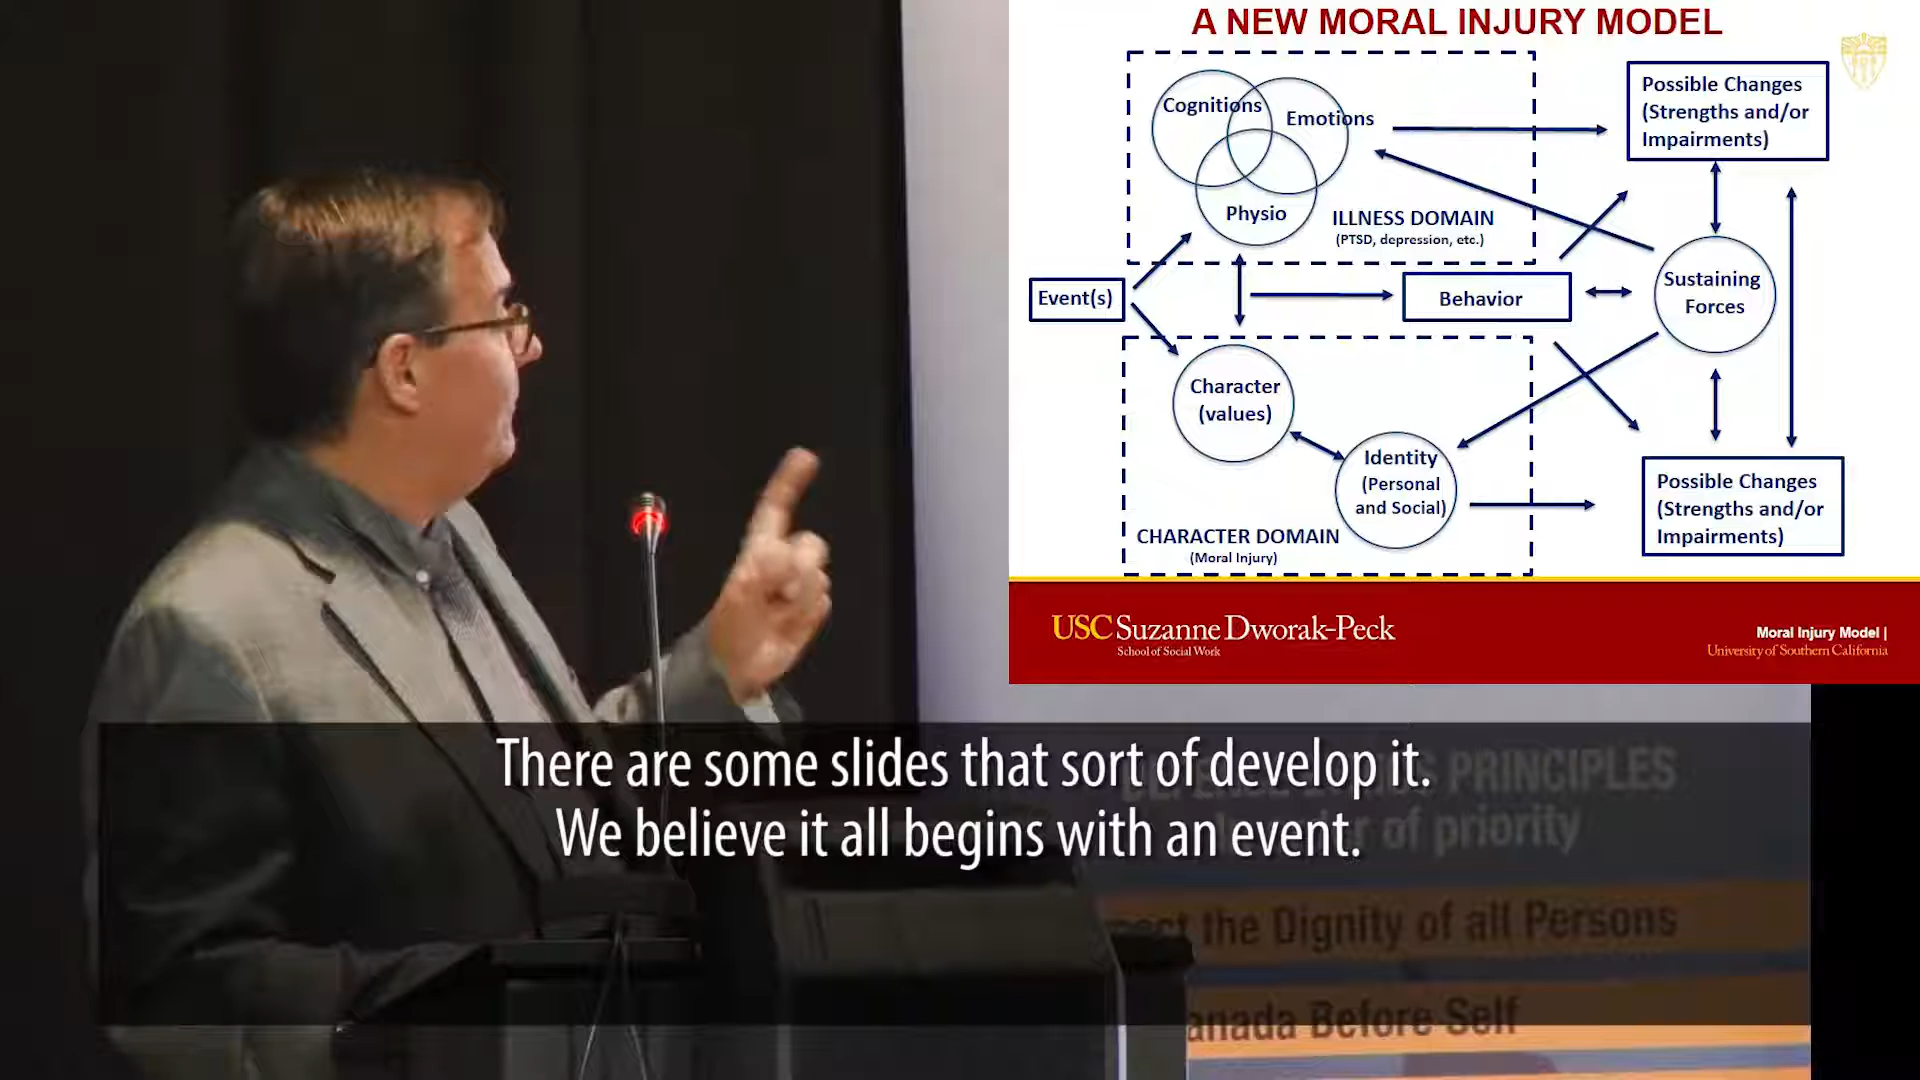 A NEW MORAL INJURY MODEL
Cognitions
Emotions
Physio
ILLNESS DOMAIN
(PTSD, depression, etc.)
Possible Changes
(Strengths and/or
Impairments)
Event(s)
Behavior
Sustaining
Forces
Character
(values)
Identity
(Personal
and Social)
CHARACTER DOMAIN
(Moral Injury)
Possible Changes
(Strengths and/or
Impairments)
USC Suzanne Dworak-Peck
School of Social Work
Moral Injury Model |
University of Southern California
There are some slides that sort of develop it.
We believe it all begins with an event.
PRINCIPLES
of priority
the Dignity of all Persons
Before Self